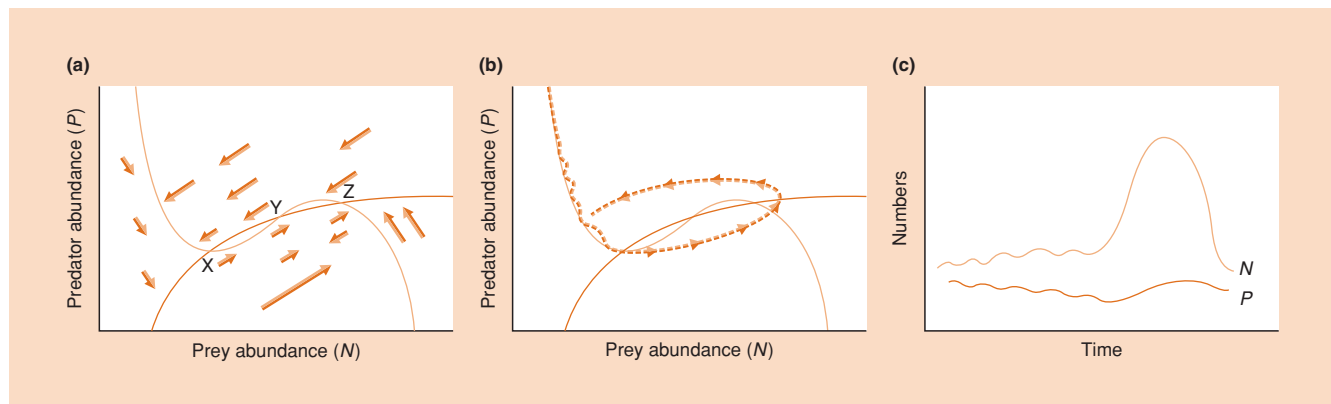 (a)
Predator abundance (P)
X
Y
Z
Prey abundance (N)
(b)
Predator abundance (P)
Prey abundance (N)
(c)
Numbers
N
P
Time